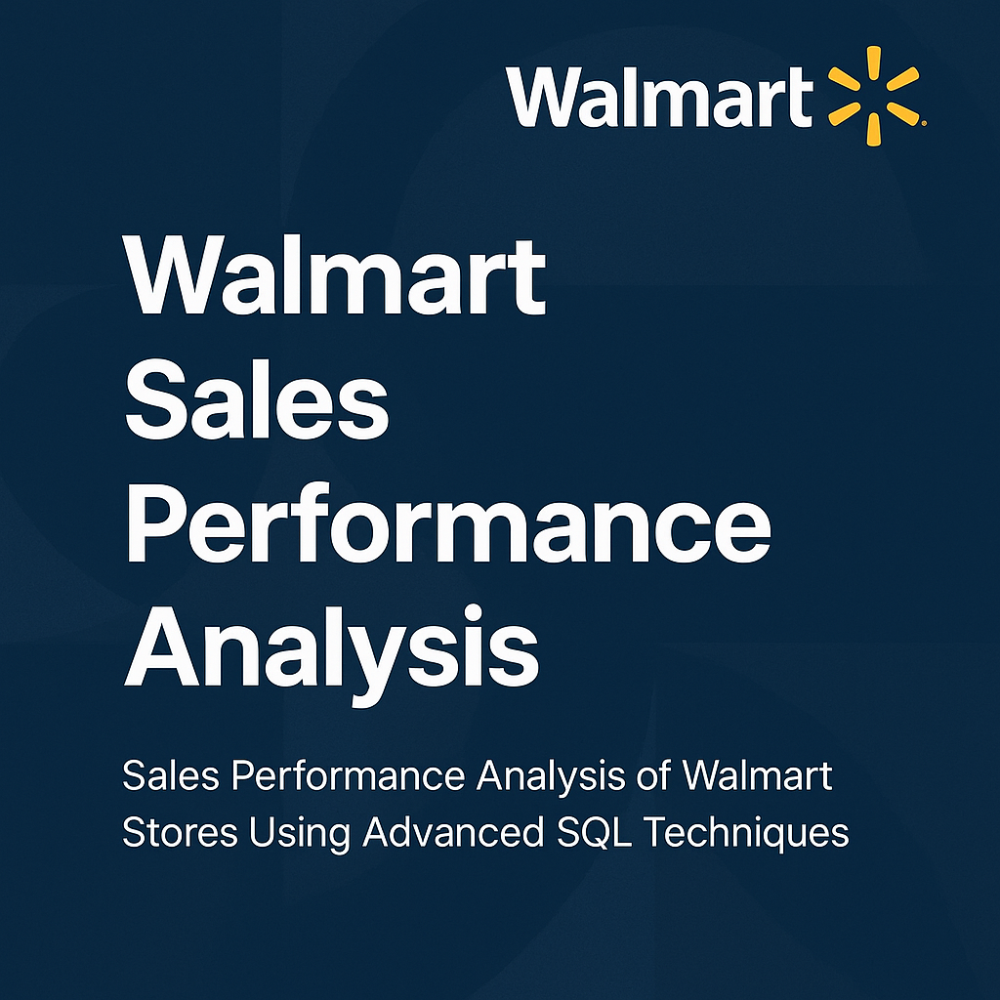 Walmart
Walmart
Sales
Performance
Analysis
Sales Performance Analysis of Walmart
Stores Using Advanced SQL Techniques